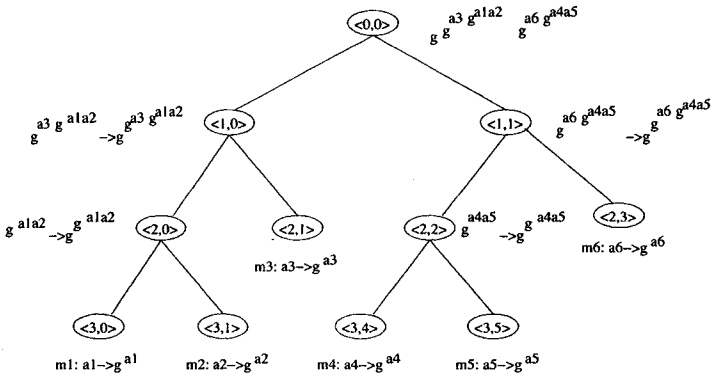 <0,0> g g a3 g a1a2 g a6 g a4a5
g a3 g a1a2 -->g g a3 g a1a2 <1,0> <1,1> g a6 g a4a5 -->g g a6 g a4a5
g a1a2 -->g g a1a2 <2,0> <2,1> <2,2> g a4a5 -->g g a4a5 <2,3>
m3: a3-->g a3 m6: a6-->g a6
<3,0> <3,1> <3,4> <3,5>
m1: a1-->g a1 m2: a2-->g a2 m4: a4-->g a4 m5: a5-->g a5